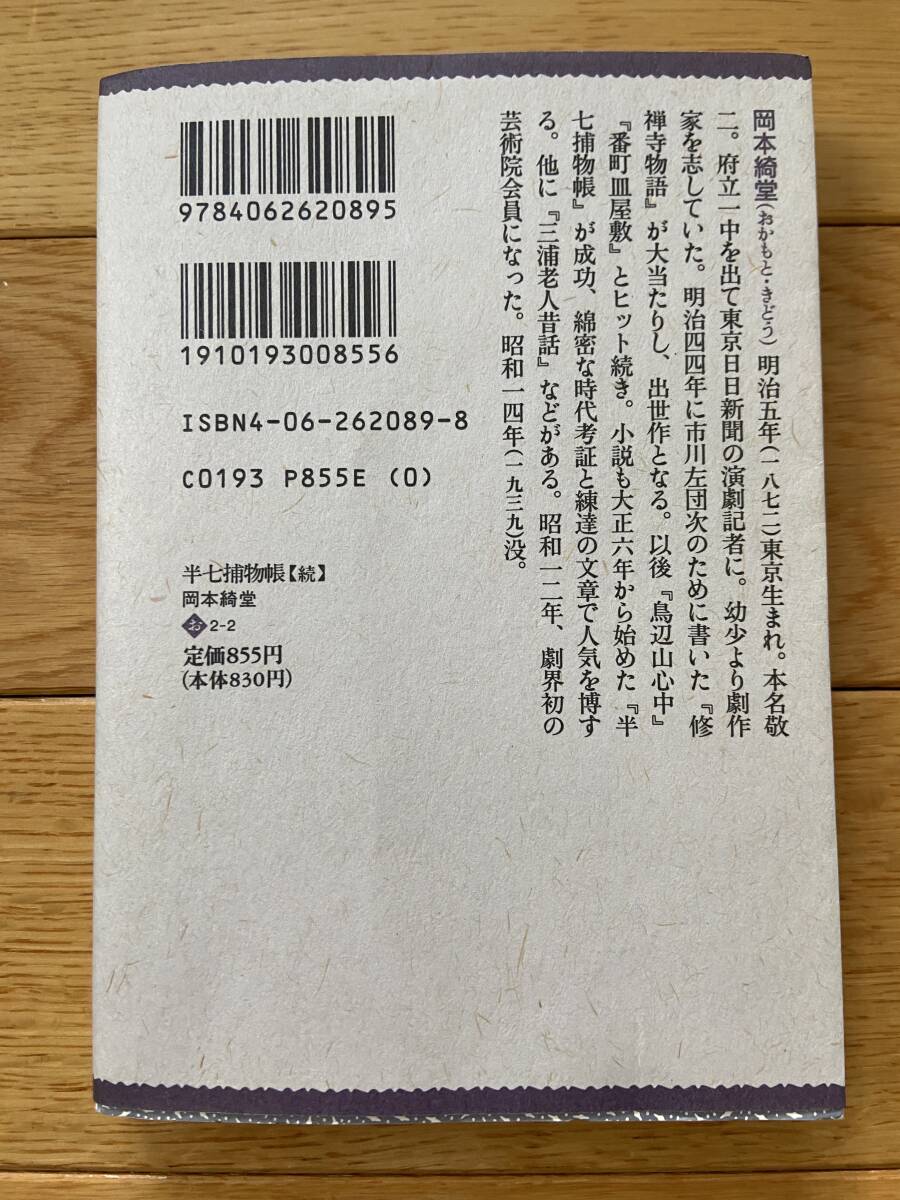 岡本綺堂(おかもと・きどう)明治五年(一八七二)東京生まれ。本名敬
二。府立一中を出て東京日日新聞の演劇記者に。幼少より劇作
家を志していた。明治四四年に市川左団次のために書いた『修
禅寺物語』が大当たりし、出世作となる。以後『鳥辺山心中』
『番町皿屋敷』とヒット続き。小説も大正六年から始めた『半
七捕物帳』が成功、綿密な時代考証と練達の文章で人気を博す
る。他に『三浦老人昔話』などがある。昭和一二年、劇界初の
芸術院会員になった。昭和一四年(一九三九)没。
9784062620895
1910193008556
ISBN4-06-262089-8
C0193 P855E (0)
半七捕物帳【続】
岡本綺堂
お 2-2
定価855円
(本体830円)